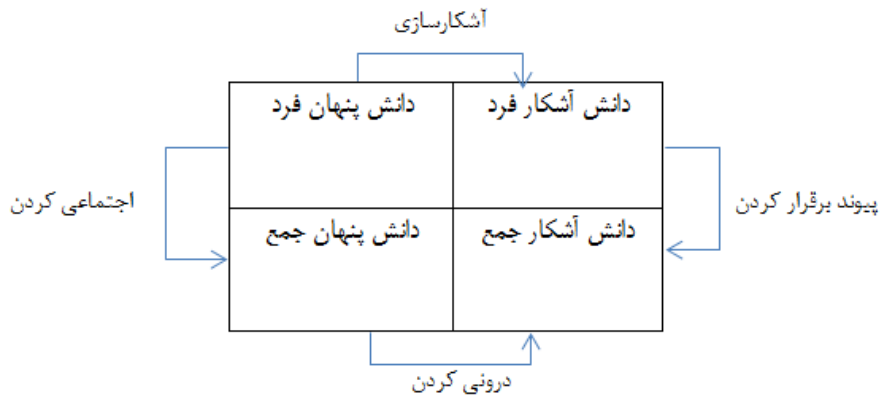 آشکارسازی
دانش آشکار فرد
دانش پنهان فرد
پیوند برقرار کردن
اجتماعی کردن
دانش آشکار جمع
دانش پنهان جمع
درونی کردن